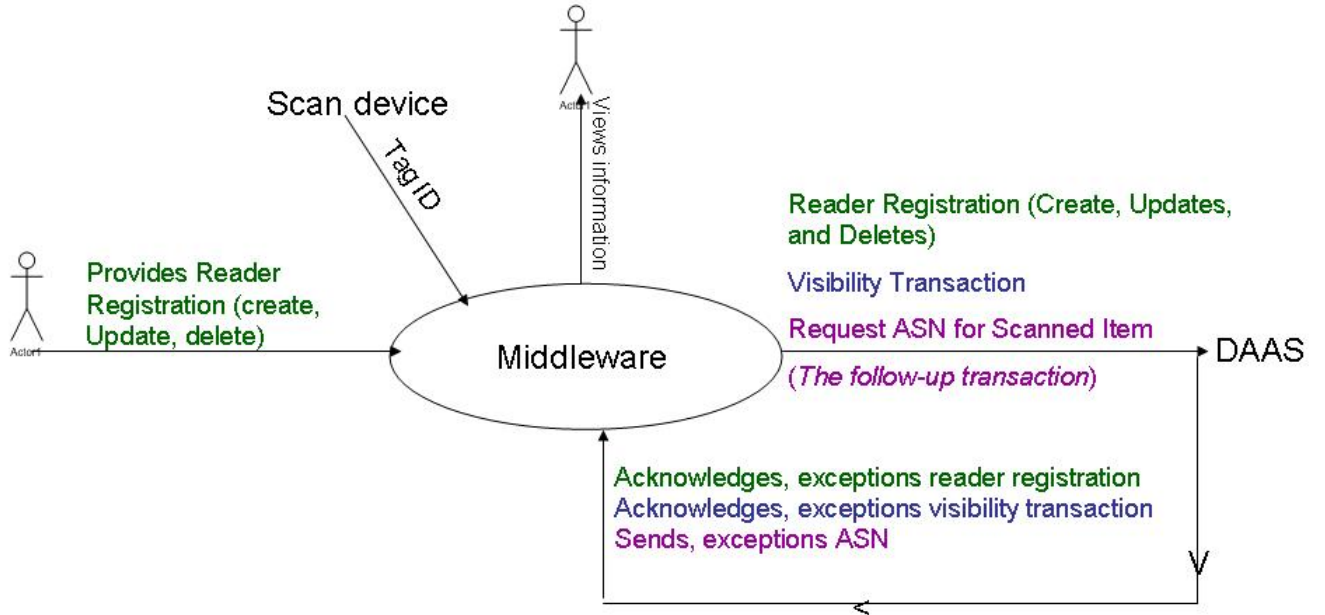 Actor1
Scan device
Tag ID
Views information
Reader Registration (Create, Updates,
and Deletes)
Provides Reader
Registration (create,
Update, delete)
Actor1
Visibility Transaction
Request ASN for Scanned Item
Middleware
DAAS
(The follow-up transaction)
Acknowledges, exceptions reader registration
Acknowledges, exceptions visibility transaction
Sends, exceptions ASN